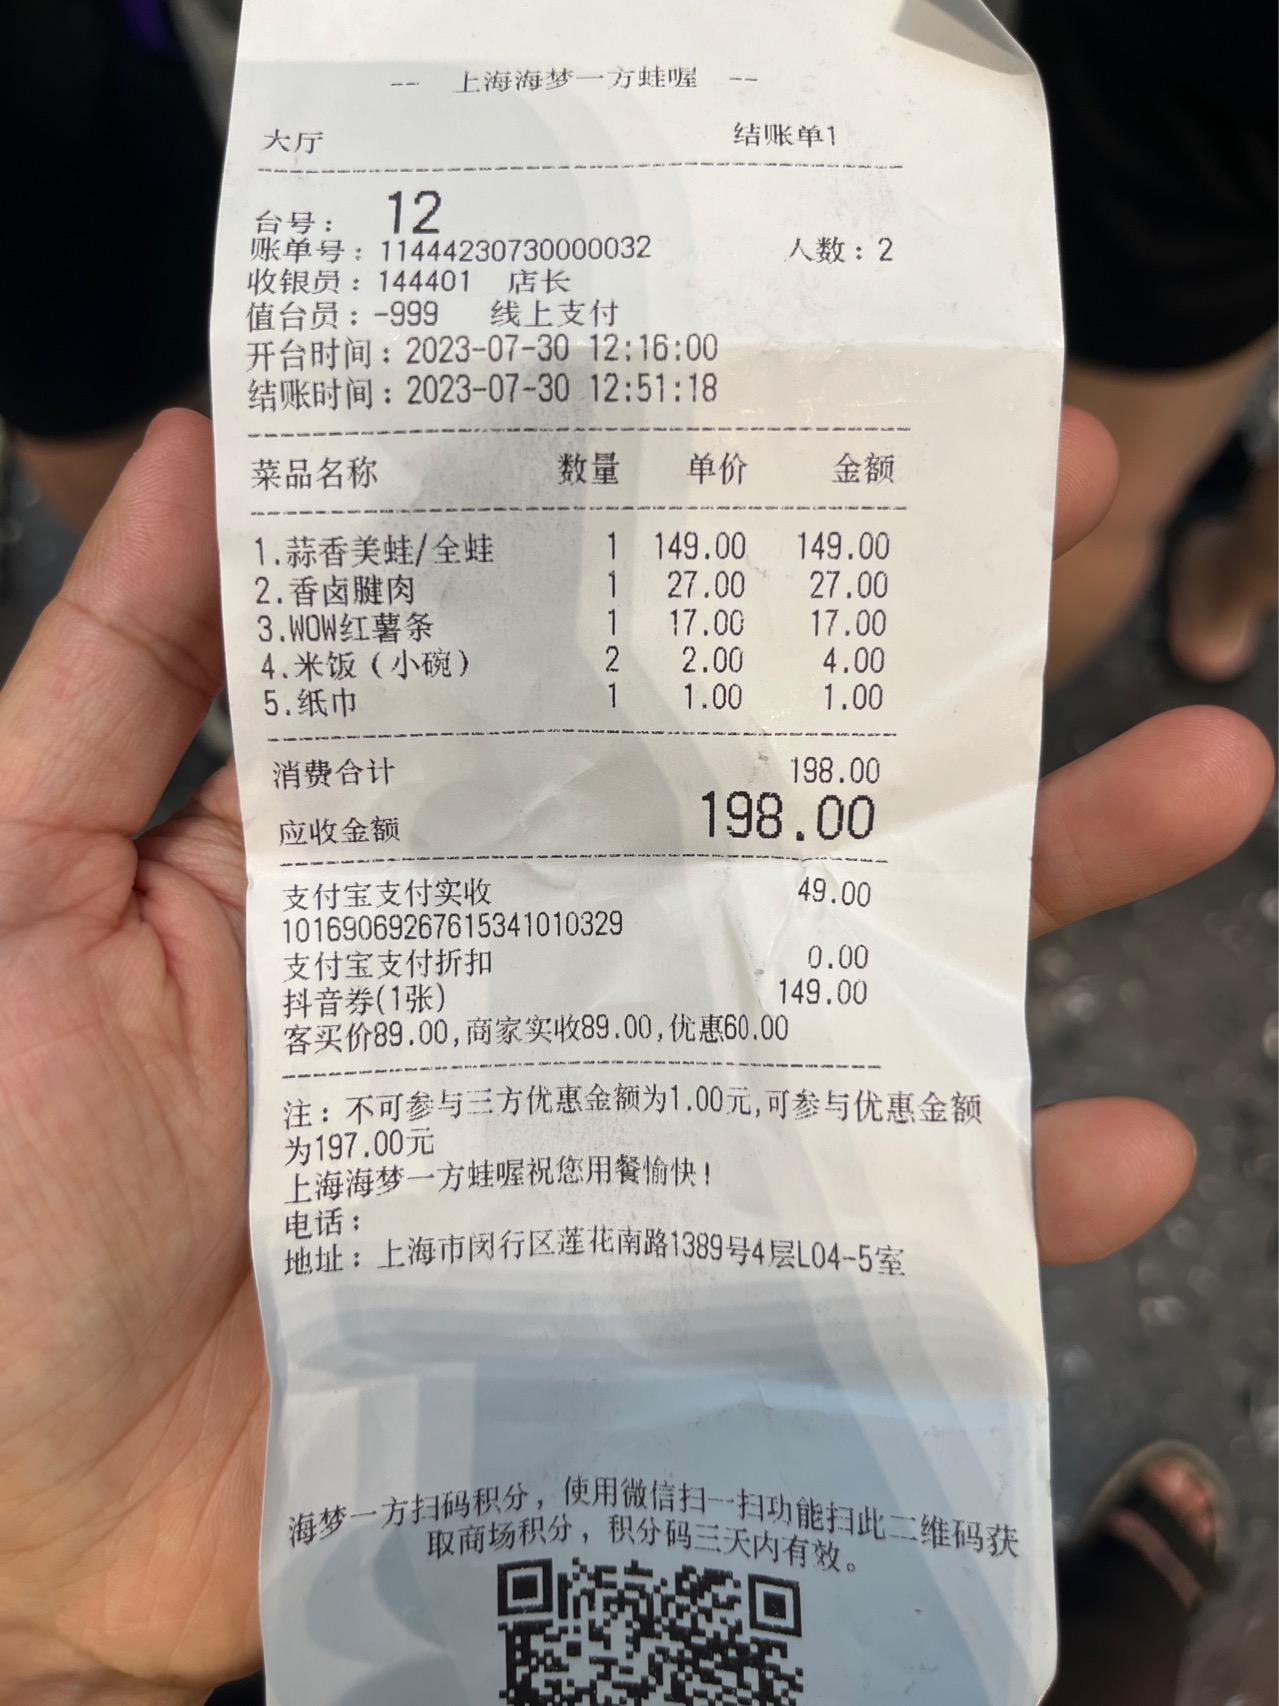 -- 上海海梦一方蛙喔 --
大厅 结账单1
台号： 12
账单号：11444230730000032 人数：2
收银员：144401 店长
值台员：-999 线上支付
开台时间：2023-07-30 12:16:00
结账时间：2023-07-30 12:51:18
菜品名称 数量 单价 金额
1.蒜香美蛙/全蛙 1 149.00 149.00
2.香卤腱肉 1 27.00 27.00
3.WOW红薯条 1 17.00 17.00
4.米饭（小碗） 2 2.00 4.00
5.纸巾 1 1.00 1.00
消费合计 198.00
应收金额 198.00
支付宝支付实收 49.00
10169069267615341010329
支付宝支付折扣 0.00
抖音券(1张) 149.00
客买价89.00,商家实收89.00,优惠60.00
注：不可参与三方优惠金额为1.00元,可参与优惠金额
为197.00元
上海海梦一方蛙喔祝您用餐愉快！
电话：
地址：上海市闵行区莲花南路1389号4层L04-5室
海梦一方扫码积分，使用微信扫一扫功能扫此二维码获
取商场积分，积分码三天内有效。